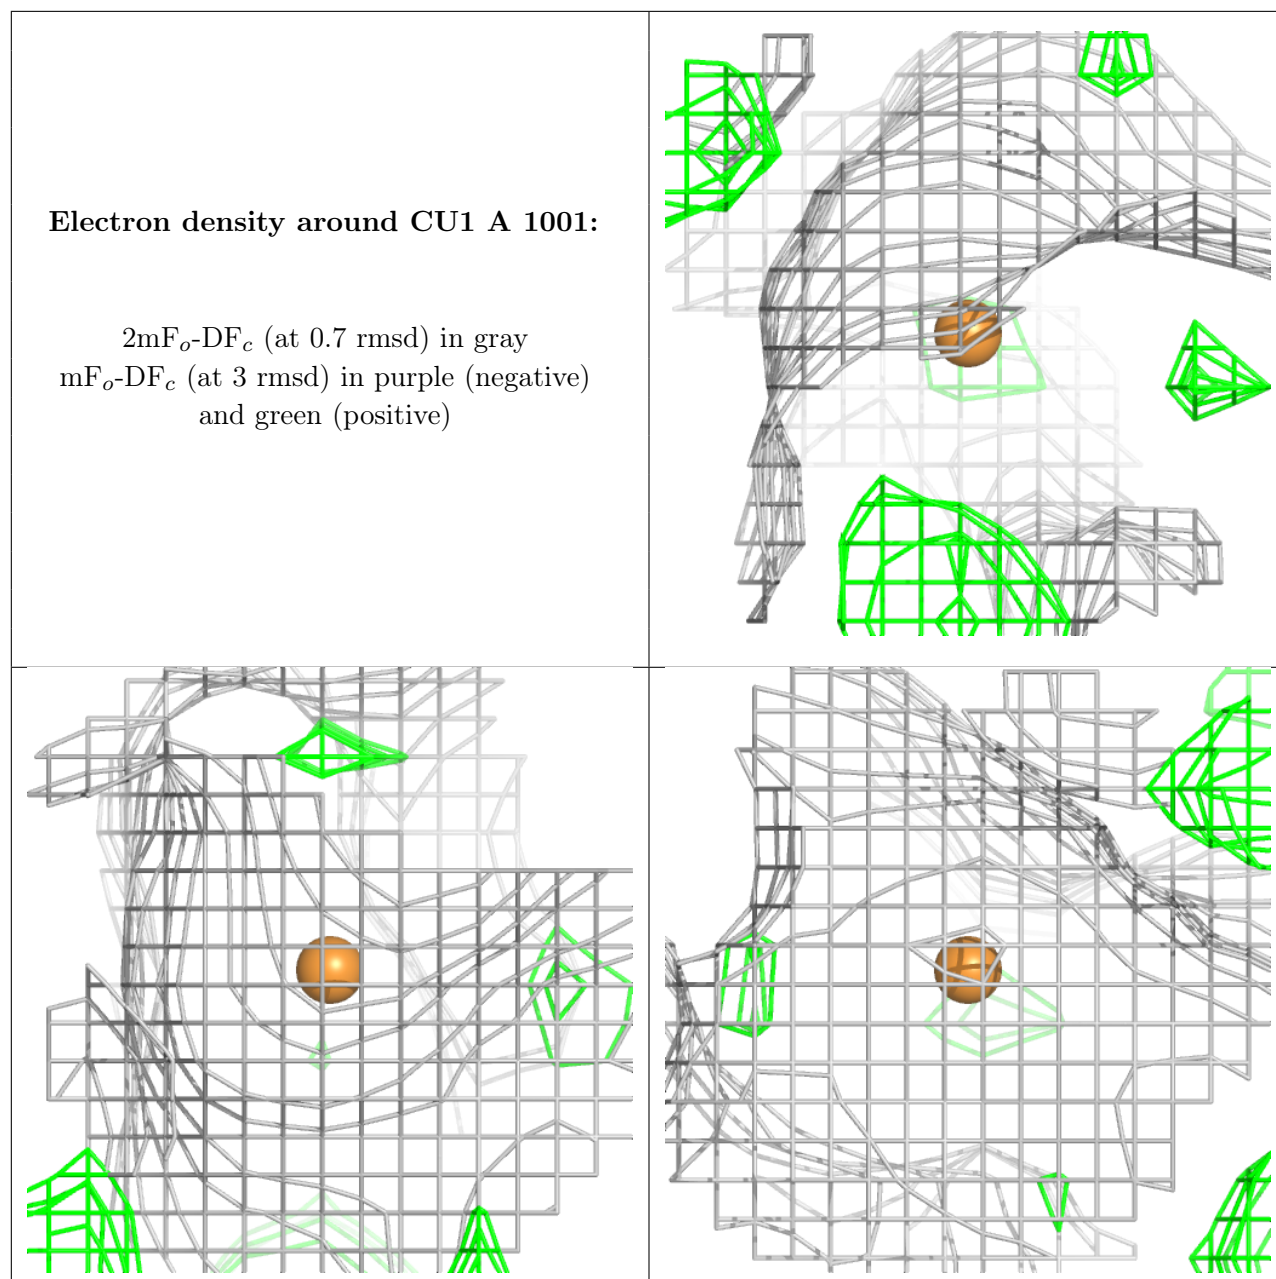 Electron density around CU1 A 1001:
2mFo-DFc (at 0.7 rmsd) in gray
mFo-DFc (at 3 rmsd) in purple (negative)
and green (positive)